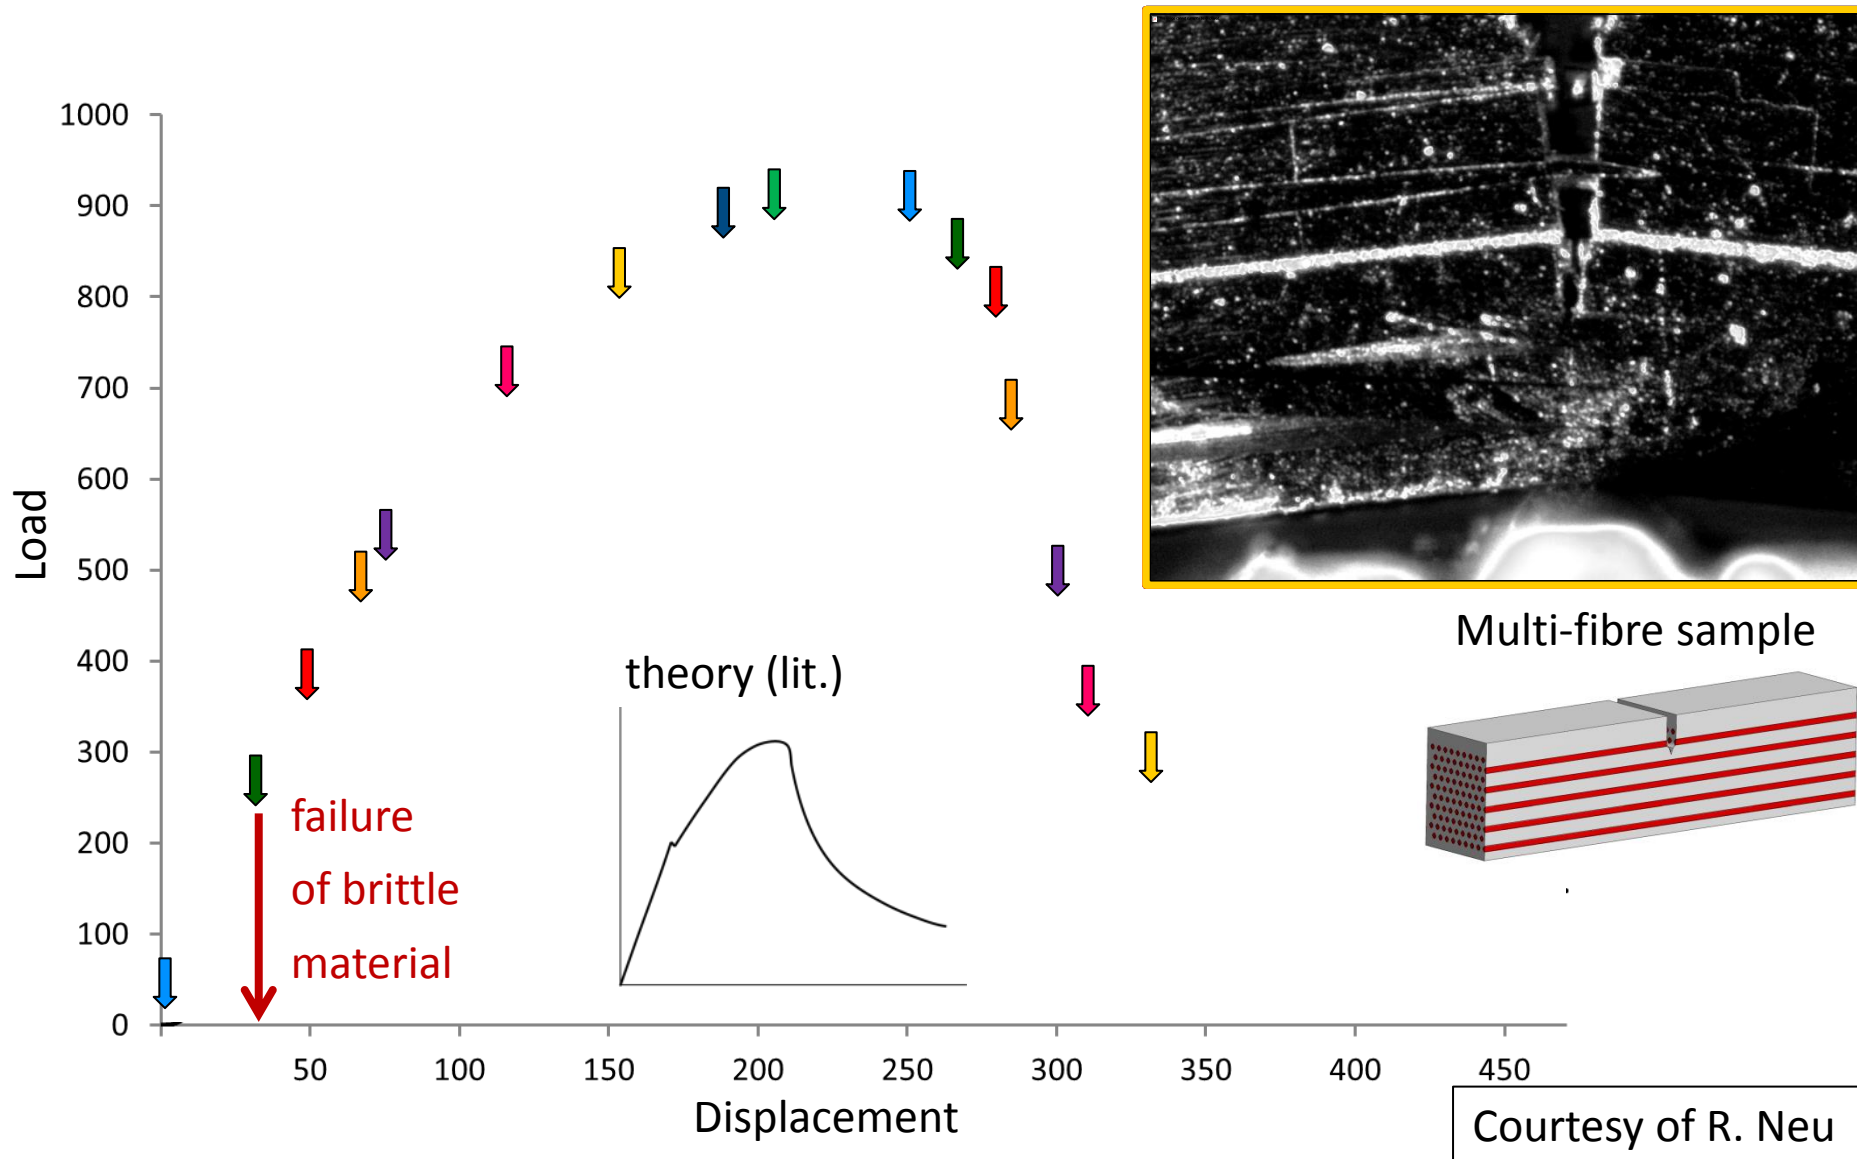 1000
900
800
700
600
500
400
300
200
100
0
Load
50
100
150
200
250
300
350
400
450
Displacement
failure
of brittle
material
theory (lit.)
Multi-fibre sample
Courtesy of R. Neu